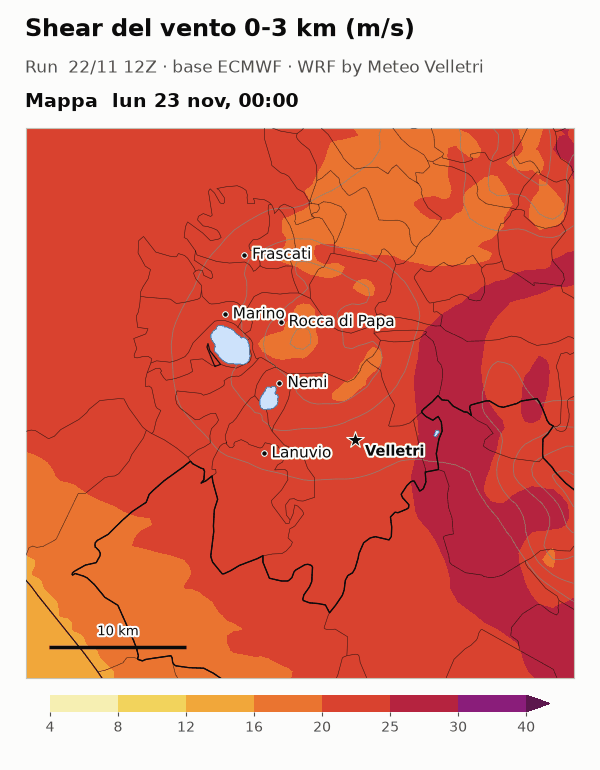 Shear del vento 0-3 km (m/s)
Run  22/11 12Z · base ECMWF · WRF by Meteo Velletri
Mappa  lun 23 nov, 00:00
Frascati
Marino
Rocca di Papa
Nemi
Velletri
Lanuvio
10 km
4 8 12 16 20 25 30 40